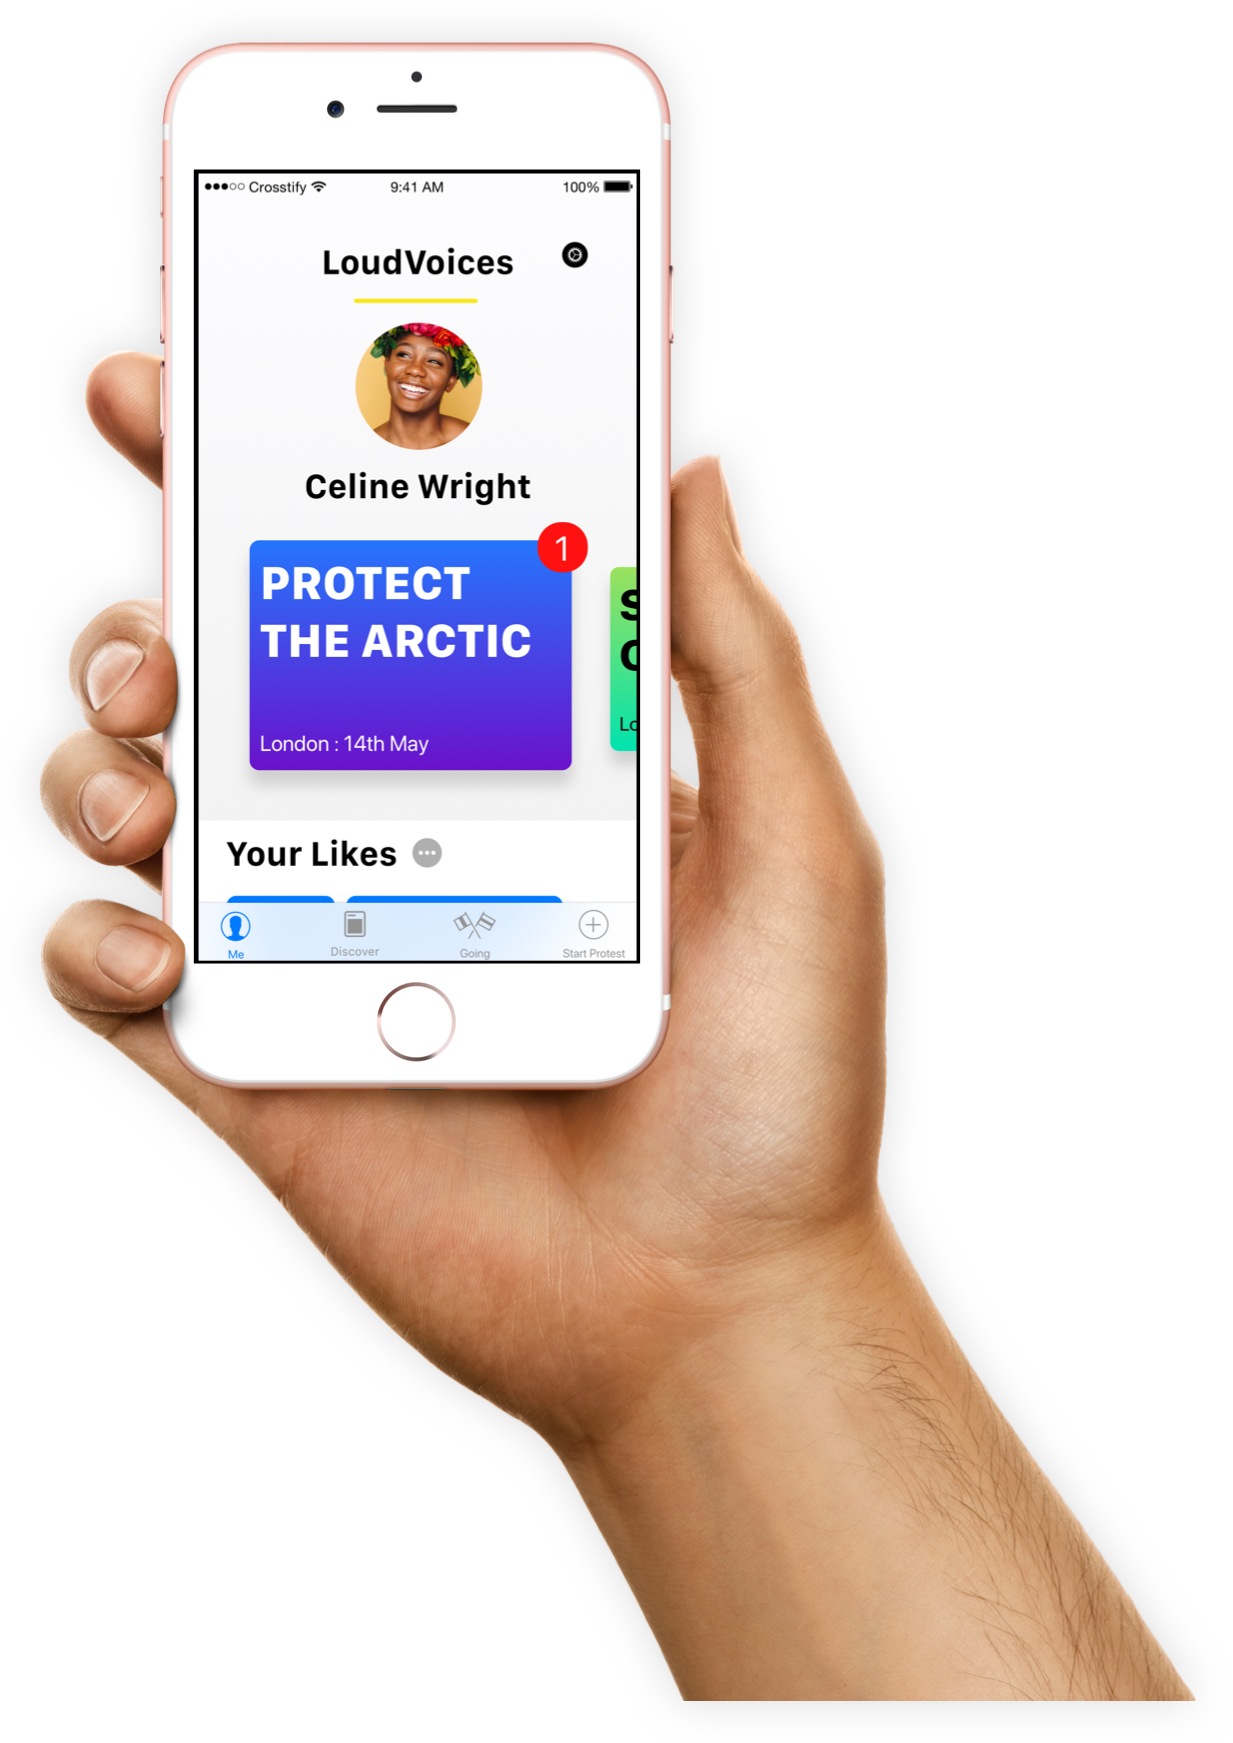 Crosstify
9:41 AM
100%
LoudVoices
Celine Wright
1
PROTECT
THE ARCTIC
London : 14th May
S
C
Lo
Your Likes
Me
Discover
Going
Start Protest